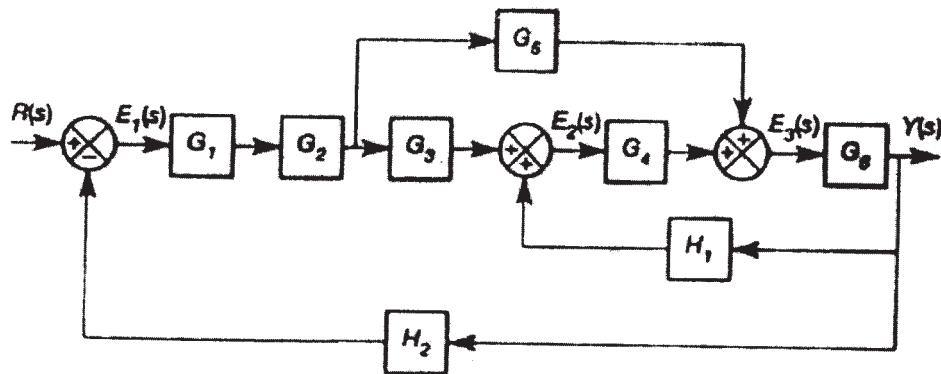 G₅
R(s)
E₁(s)
G₁
G₂
G₃
E₂(s)
G₄
E₃(s)
G₆
Y(s)
+
−
+
+
+
+
H₁
H₂